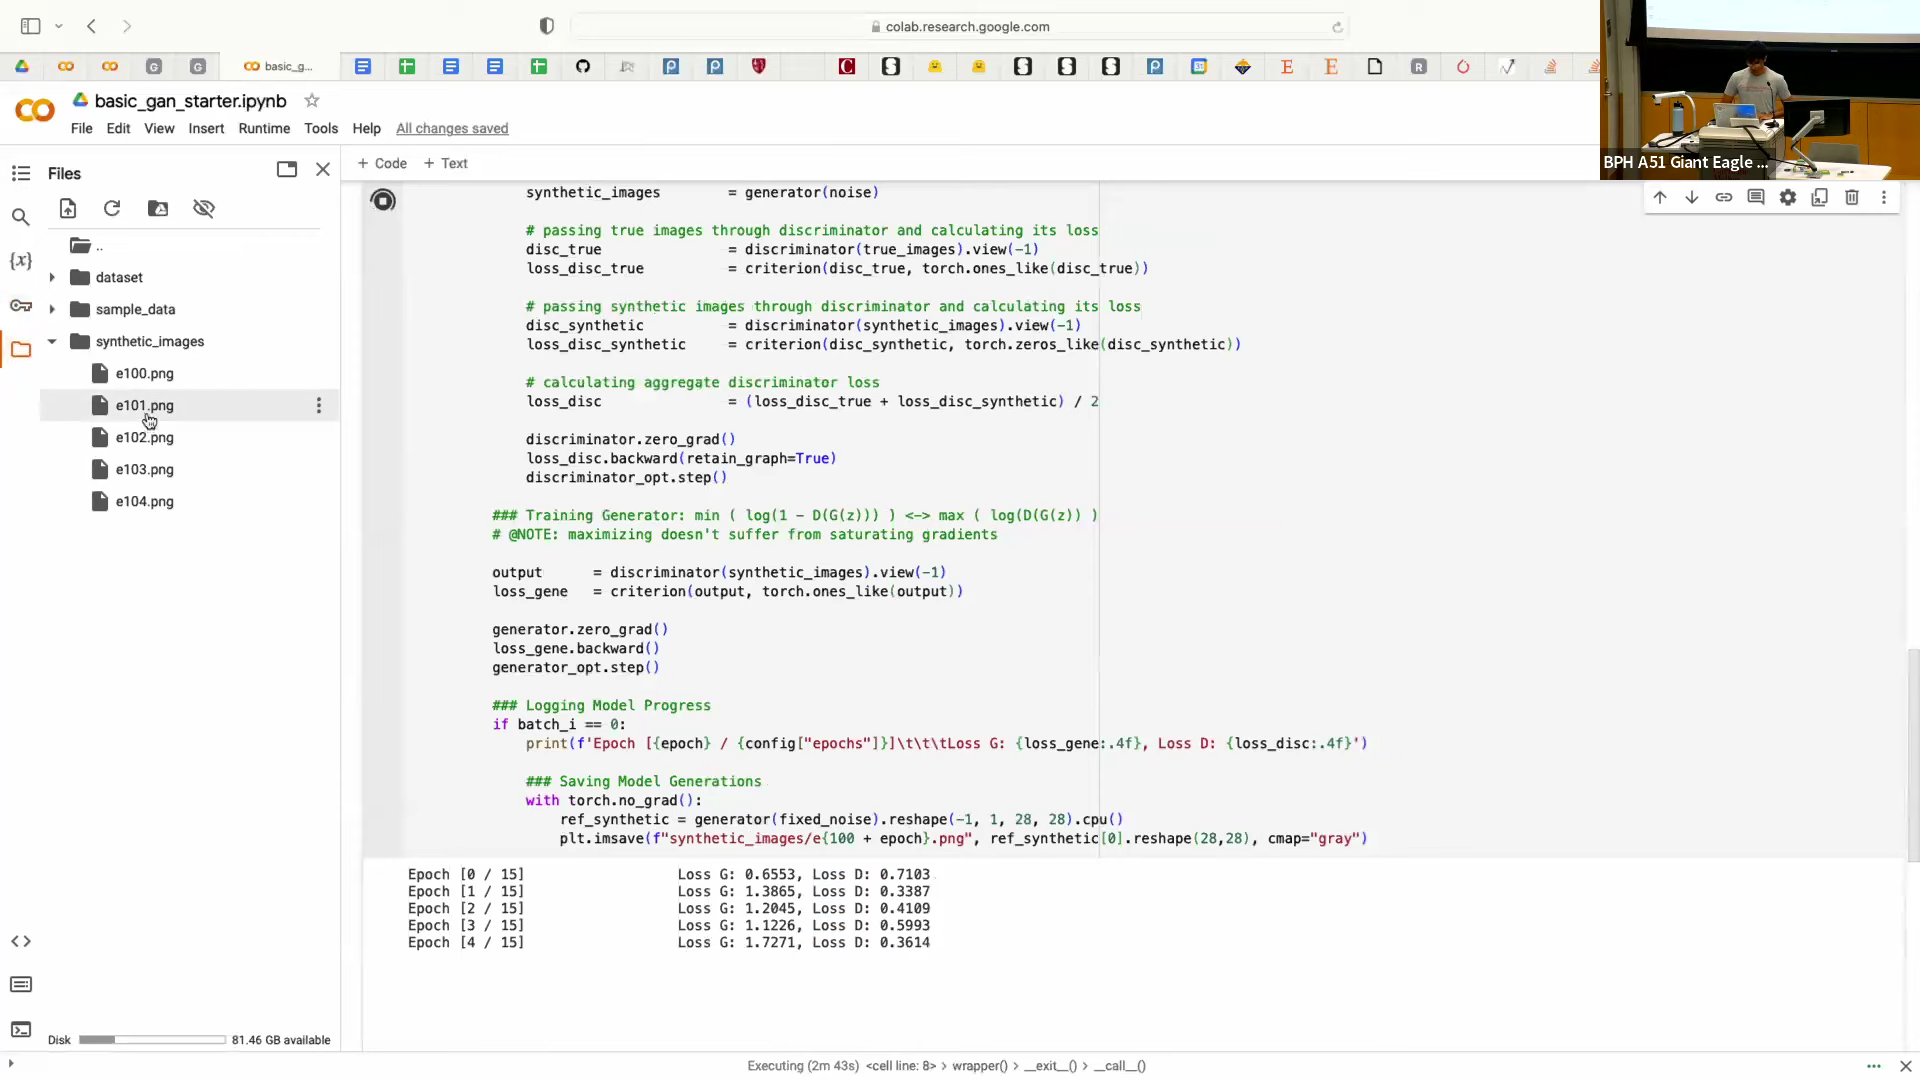 colab.research.google.com
basic_g...
basic_gan_starter.ipynb
File Edit View Insert Runtime Tools Help All changes saved
BPH A51 Giant Eagle ...
Files
+ Code + Text
..
dataset
sample_data
synthetic_images
e100.png
e101.png
e102.png
e103.png
e104.png
Disk 81.46 GB available
synthetic_images = generator(noise)
# passing true images through discriminator and calculating its loss
disc_true = discriminator(true_images).view(-1)
loss_disc_true = criterion(disc_true, torch.ones_like(disc_true))
# passing synthetic images through discriminator and calculating its loss
disc_synthetic = discriminator(synthetic_images).view(-1)
loss_disc_synthetic = criterion(disc_synthetic, torch.zeros_like(disc_synthetic))
# calculating aggregate discriminator loss
loss_disc = (loss_disc_true + loss_disc_synthetic) / 2
discriminator.zero_grad()
loss_disc.backward(retain_graph=True)
discriminator_opt.step()
### Training Generator: min ( log(1 - D(G(z))) ) <-> max ( log(D(G(z)) )
# @NOTE: maximizing doesn't suffer from saturating gradients
output = discriminator(synthetic_images).view(-1)
loss_gene = criterion(output, torch.ones_like(output))
generator.zero_grad()
loss_gene.backward()
generator_opt.step()
### Logging Model Progress
if batch_i == 0:
print(f'Epoch [{epoch} / {config["epochs"]}]\t\t\tLoss G: {loss_gene:.4f}, Loss D: {loss_disc:.4f}')
### Saving Model Generations
with torch.no_grad():
ref_synthetic = generator(fixed_noise).reshape(-1, 1, 28, 28).cpu()
plt.imsave(f"synthetic_images/e{100 + epoch}.png", ref_synthetic[0].reshape(28,28), cmap="gray")
Epoch [0 / 15] Loss G: 0.6553, Loss D: 0.7103
Epoch [1 / 15] Loss G: 1.3865, Loss D: 0.3387
Epoch [2 / 15] Loss G: 1.2045, Loss D: 0.4109
Epoch [3 / 15] Loss G: 1.1226, Loss D: 0.5993
Epoch [4 / 15] Loss G: 1.7271, Loss D: 0.3614
Executing (2m 43s) <cell line: 8> > wrapper() > __exit__() > __call__()